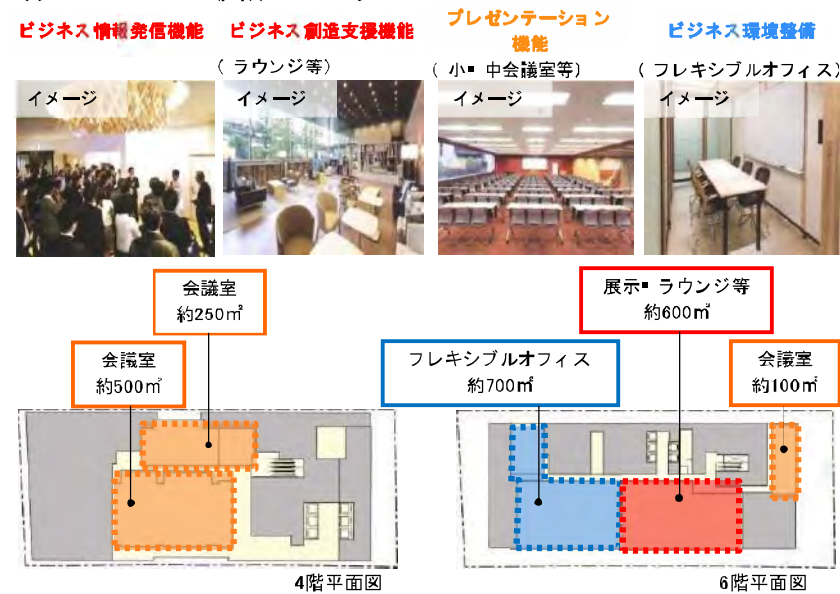 ビジネス情報発信機能
ビジネス創造支援機能
(ラウンジ等)
プレゼンテーション
機能
(小・中会議室等)
ビジネス環境整備
(フレキシブルオフィス)
イメージ
イメージ
イメージ
イメージ
会議室
約250㎡
会議室
約500㎡
展示・ラウンジ等
約600㎡
フレキシブルオフィス
約700㎡
会議室
約100㎡
4階平面図
6階平面図